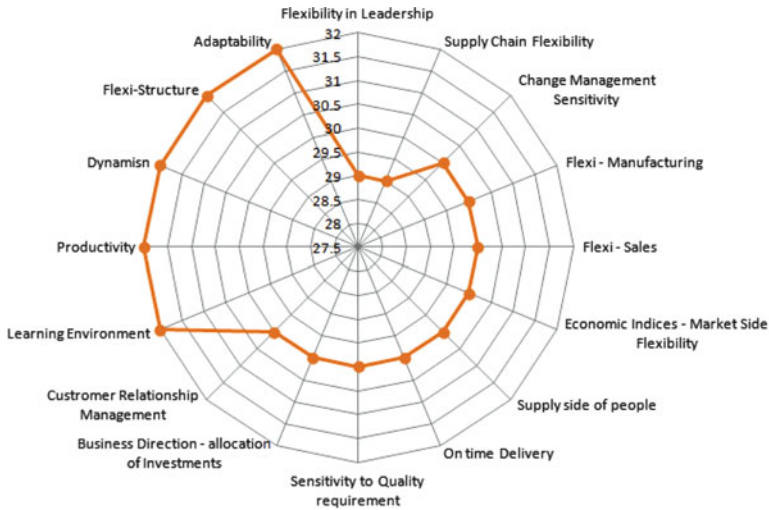 Flexibility in Leadership
32
31.5
31
30.5
30
29.5
29
28.5
28
27.5
Supply Chain Flexibility
Change Management
Sensitivity
Flexi - Manufacturing
Flexi - Sales
Economic Indices - Market Side
Flexibility
Supply side of people
On time Delivery
Sensitivity to Quality
requirement
Business Direction - allocation
of Investments
Custromer Relationship
Management
Learning Environment
Productivity
Dynamisn
Flexi-Structure
Adaptability